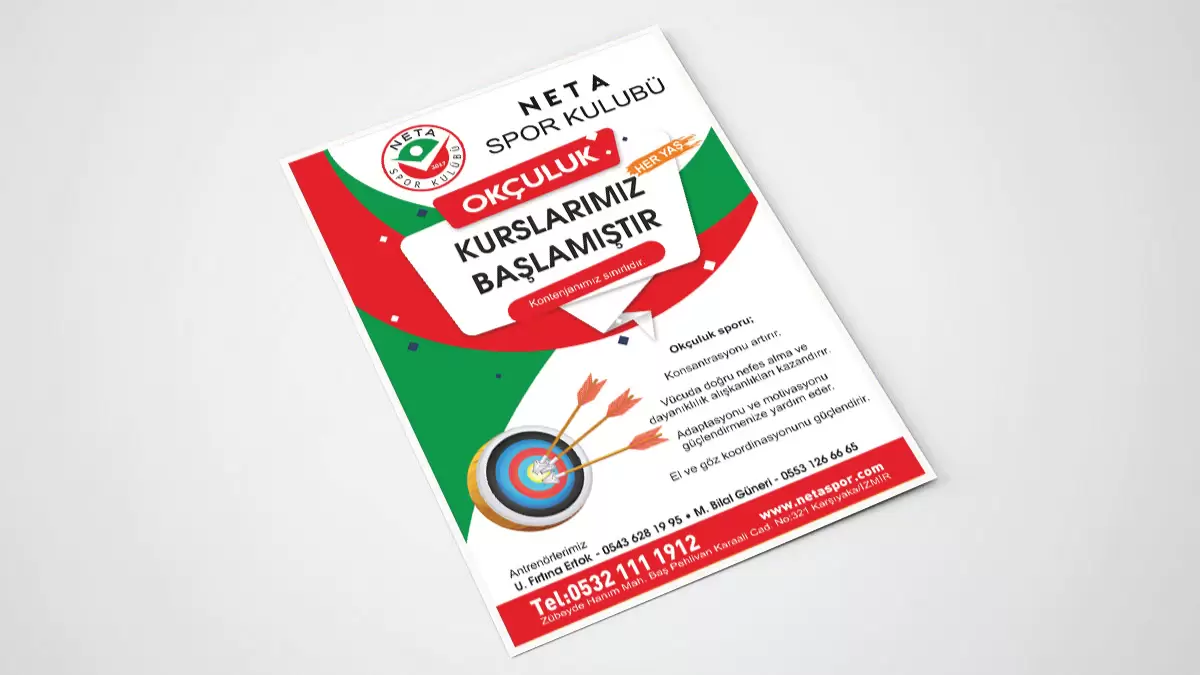 NETA
SPOR KULUBÜ
NETA
2017
SPOR KULÜBÜ
OKÇULUK
HER YAŞ
KURSLARIMIZ
BAŞLAMIŞTIR
Kontenjanımız sınırlıdır.
Okçuluk sporu;
Konsantrasyonu artırır.
Vücuda doğru nefes alma ve
dayanıklılık alışkanlıkları kazandırır.
Adaptasyonu ve motivasyonu
güçlendirmenize yardım eder.
El ve göz koordinasyonunu güçlendirir.
Antrenörlerimiz
U. Fırtına Ertok - 0543 628 19 95 • M. Bilal Güneri - 0553 126 66 65
Tel:0532 111 1912
www.netaspor.com
Zübeyde Hanım Mah. Baş Pehlivan Karaali Cad. No:321 Karşıyaka/İZMİR